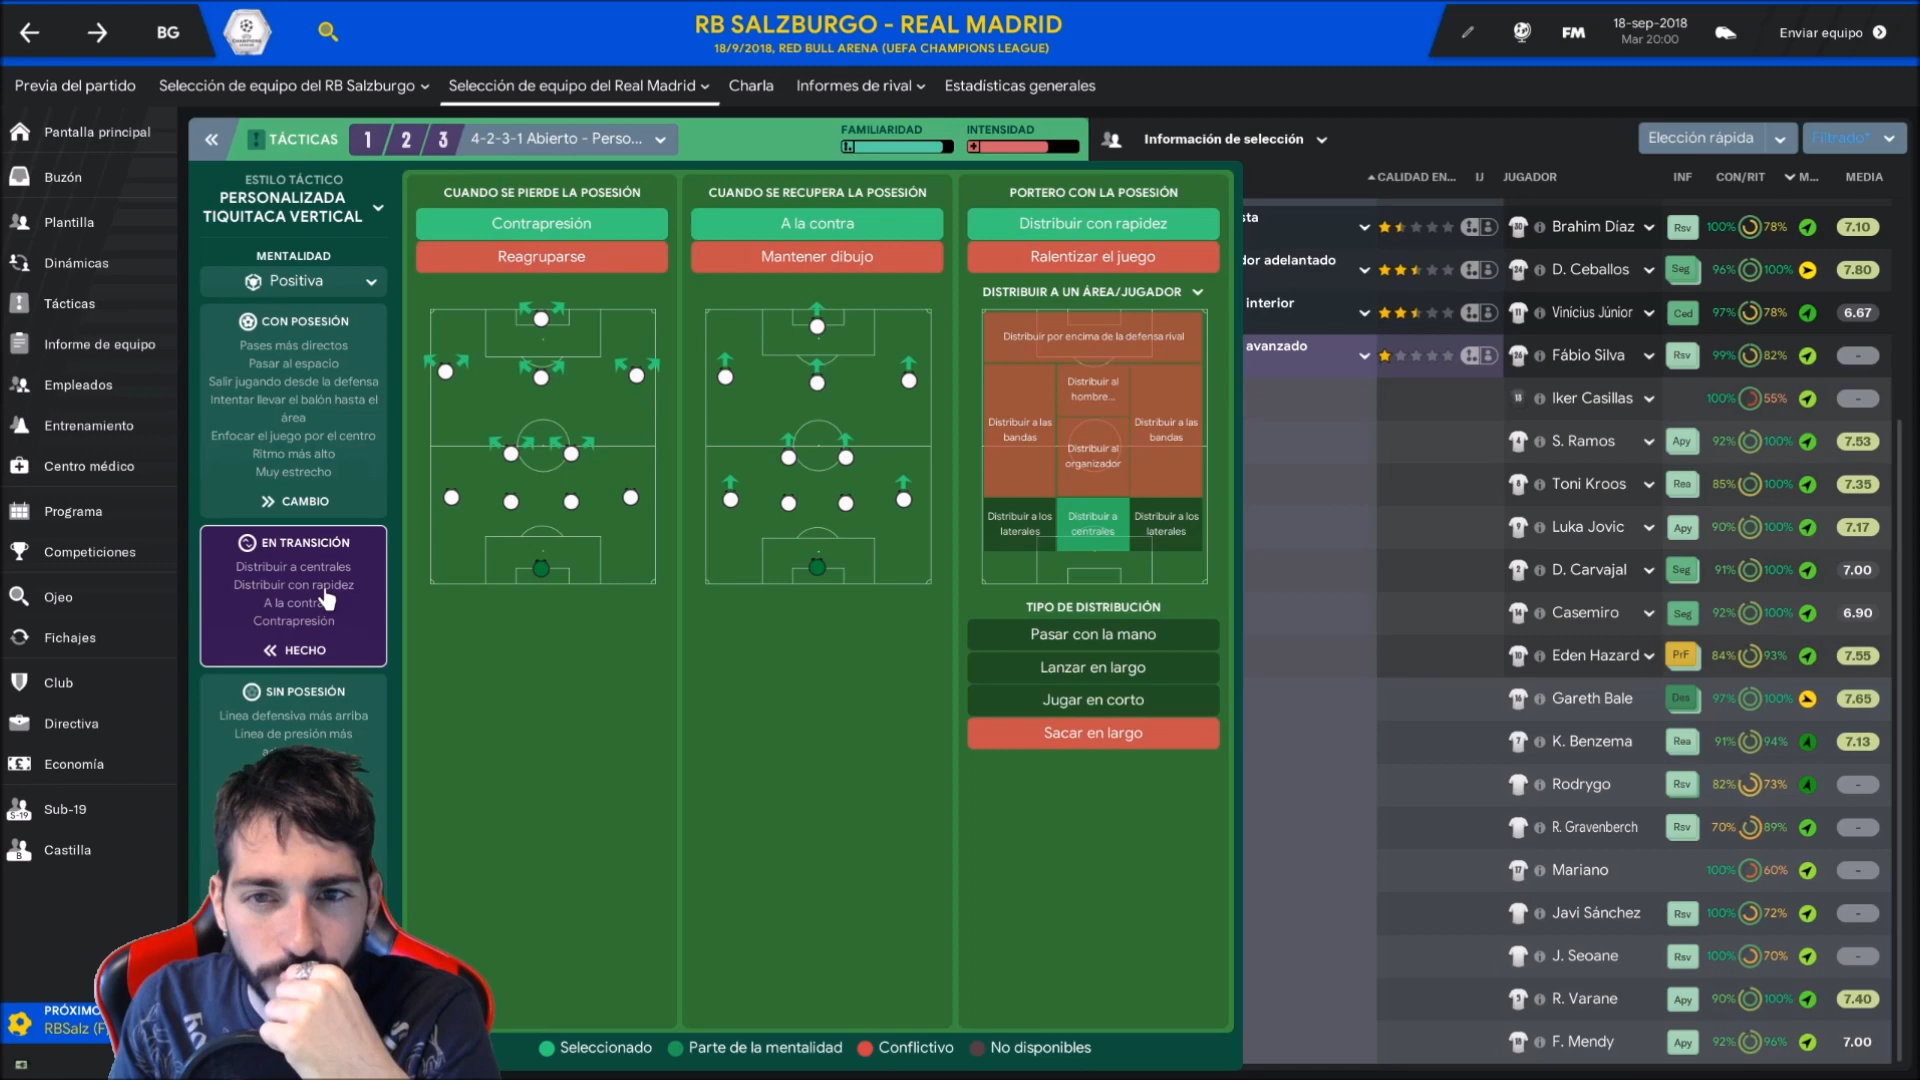 BG
RB SALZBURGO - REAL MADRID
18/9/2018, RED BULL ARENA (UEFA CHAMPIONS LEAGUE)
FM
18-sep-2018
Mar 20:00
Enviar equipo
Previa del partido
Selección de equipo del RB Salzburgo
Selección de equipo del Real Madrid
Charla
Informes de rival
Estadísticas generales
Pantalla principal
Buzón
Plantilla
Dinámicas
Tácticas
Informe de equipo
Empleados
Entrenamiento
Centro médico
Programa
Competiciones
Ojeo
Fichajes
Club
Directiva
Economía
Sub-19
Castilla
PRÓXIMO
RBSalz (F)
TÁCTICAS
1 2 3
4-2-3-1 Abierto - Perso...
FAMILIARIDAD
INTENSIDAD
Información de selección
Elección rápida
Filtrado*
ESTILO TÁCTICO
PERSONALIZADA
TIQUITACA VERTICAL
MENTALIDAD
Positiva
CON POSESIÓN
Pases más directos
Pasar al espacio
Salir jugando desde la defensa
Intentar llevar el balón hasta el
área
Enfocar el juego por el centro
Ritmo más alto
Muy estrecho
CAMBIO
EN TRANSICIÓN
Distribuir a centrales
Distribuir con rapidez
A la contra
Contrapresión
HECHO
SIN POSESIÓN
Línea defensiva más arriba
Línea de presión más
CUANDO SE PIERDE LA POSESIÓN
Contrapresión
Reagruparse
CUANDO SE RECUPERA LA POSESIÓN
A la contra
Mantener dibujo
PORTERO CON LA POSESIÓN
Distribuir con rapidez
Ralentizar el juego
DISTRIBUIR A UN ÁREA/JUGADOR
Distribuir por encima de la defensa rival
Distribuir al
hombre...
Distribuir a las
bandas
Distribuir al
organizador
Distribuir a las
bandas
Distribuir a los
laterales
Distribuir a
centrales
Distribuir a los
laterales
TIPO DE DISTRIBUCIÓN
Pasar con la mano
Lanzar en largo
Jugar en corto
Sacar en largo
Seleccionado
Parte de la mentalidad
Conflictivo
No disponibles
CALIDAD EN... IJ JUGADOR INF CON/RIT M... MEDIA
sta
dor adelantado
interior
avanzado
Brahim Díaz Rsv 100% 78% 7.10
D. Ceballos Seg 96% 100% 7.80
Vinícius Júnior Ced 97% 78% 6.67
Fábio Silva Rsv 99% 82% -
Iker Casillas 100% 55% -
S. Ramos Apy 92% 100% 7.53
Toni Kroos Rea 85% 100% 7.35
Luka Jovic Apy 90% 100% 7.17
D. Carvajal Seg 91% 100% 7.00
Casemiro Seg 92% 100% 6.90
Eden Hazard PrF 84% 93% 7.55
Gareth Bale Des 97% 100% 7.65
K. Benzema Rea 91% 94% 7.13
Rodrygo Rsv 82% 73% -
R. Gravenberch Rsv 70% 89% -
Mariano 100% 60% -
Javi Sánchez Rsv 100% 72% -
J. Seoane Rsv 100% 70% -
R. Varane Apy 90% 100% 7.40
F. Mendy Apy 92% 96% 7.00